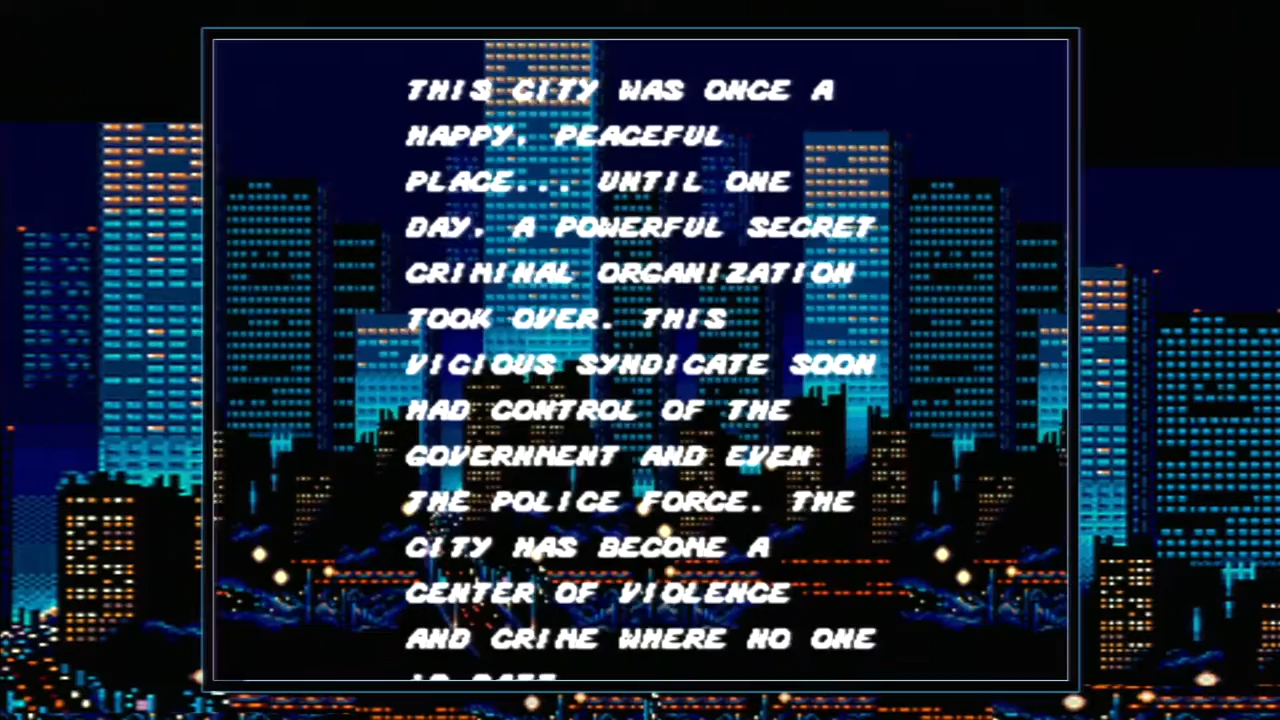 THIS CITY WAS ONCE A
HAPPY, PEACEFUL
PLACE... UNTIL ONE
DAY, A POWERFUL SECRET
CRIMINAL ORGANIZATION
TOOK OVER. THIS
VICIOUS SYNDICATE SOON
HAD CONTROL OF THE
GOVERNMENT AND EVEN
THE POLICE FORCE. THE
CITY HAS BECOME A
CENTER OF VIOLENCE
AND CRIME WHERE NO ONE